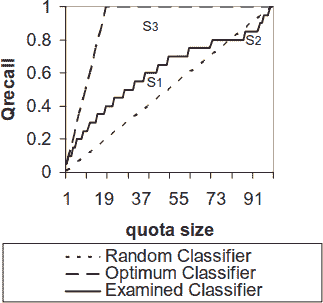 Qrecall
1
0.8
0.6
0.4
0.2
0
S3
S2
S1
1 19 37 55 73 91
quota size
Random Classifier
Optimum Classifier
Examined Classifier